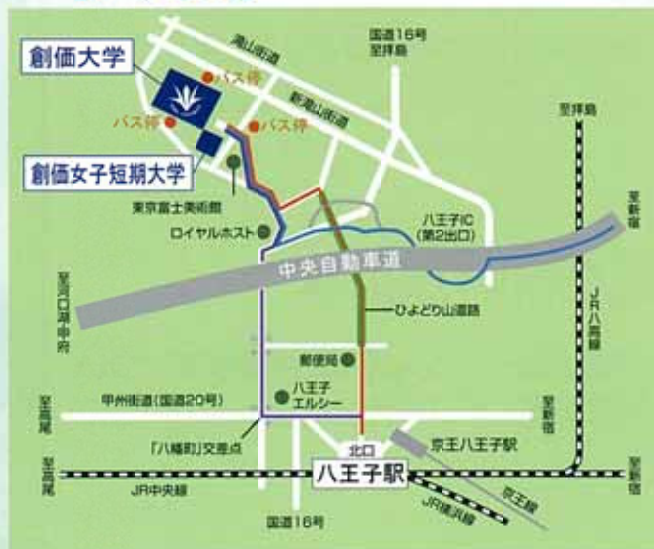 創価大学
バス停
バス停
バス停
創価女子短期大学
滝山街道
新滝山街道
国道16号
至拝島
至拝島
至新宿
東京富士美術館
ロイヤルホスト
八王子IC
(第2出口)
中央自動車道
至河口湖・甲府
ひよどり山道路
JR八高線
郵便局
八王子
エルシー
甲州街道(国道20号)
至高尾
至新宿
「八幡町」交差点
北口
京王八王子駅
八王子駅
至高尾
JR中央線
至新宿
京王線
JR横浜線
国道16号